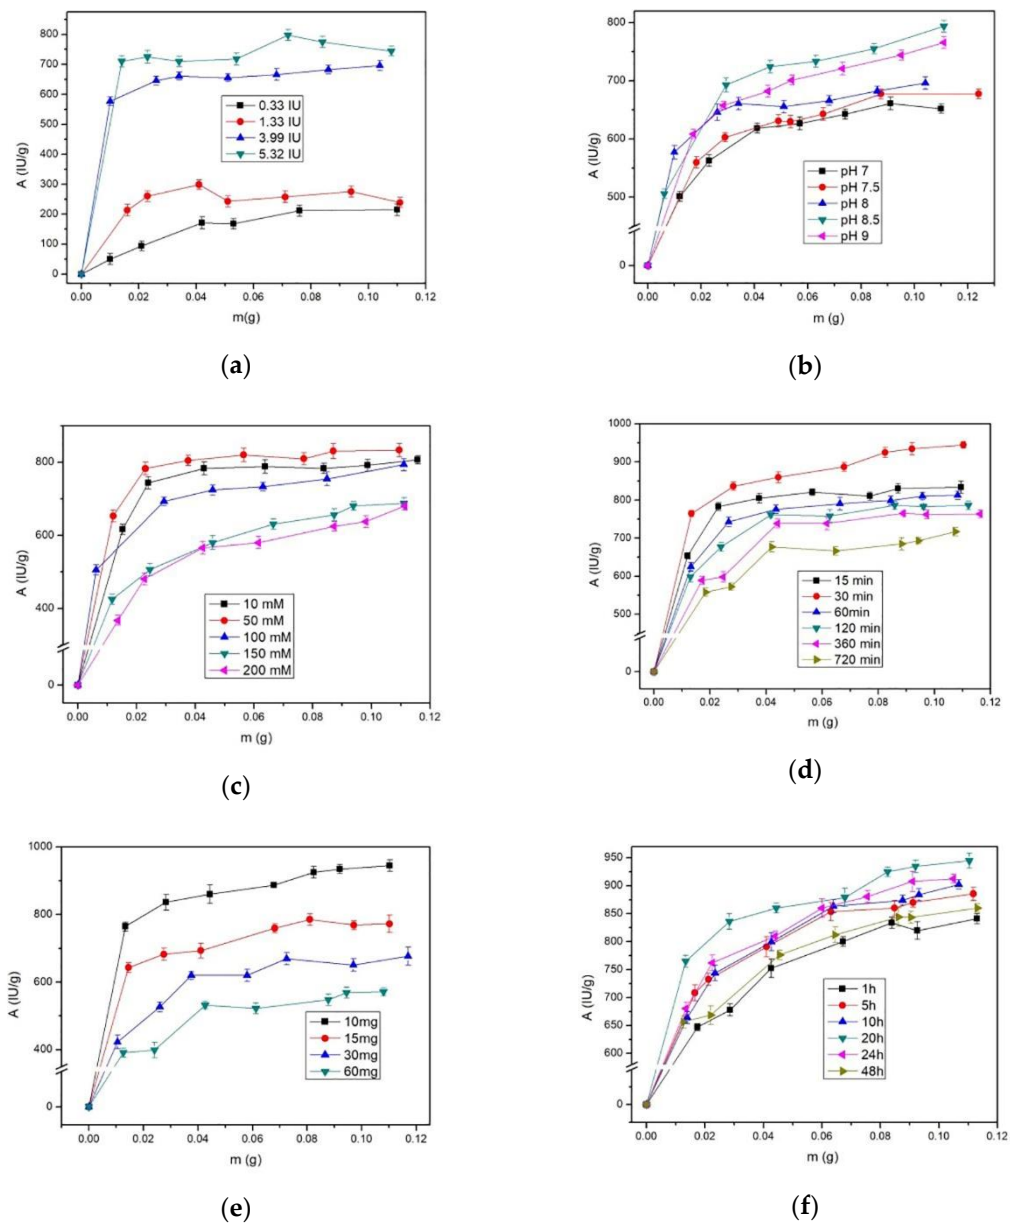 800
700
600
500
400
300
200
100
0
A (IU/g)
0.33 IU
1.33 IU
3.99 IU
5.32 IU
0.00 0.02 0.04 0.06 0.08 0.10 0.12
m(g)
(a)
800
700
600
500
0
A (IU/g)
pH 7
pH 7.5
pH 8
pH 8.5
pH 9
0.00 0.02 0.04 0.06 0.08 0.10 0.12
m (g)
(b)
800
600
400
0
A (IU/g)
10 mM
50 mM
100 mM
150 mM
200 mM
0.00 0.02 0.04 0.06 0.08 0.10 0.12
m (g)
(c)
1000
900
800
700
600
500
0
A (IU/g)
15 min
30 min
60min
120 min
360 min
720 min
0.00 0.02 0.04 0.06 0.08 0.10 0.12
m (g)
(d)
1000
800
600
400
0
A (IU/g)
10mg
15mg
30mg
60mg
0.00 0.02 0.04 0.06 0.08 0.10 0.12
m (g)
(e)
950
900
850
800
750
700
650
600
0
A (IU/g)
1h
5h
10h
20h
24h
48h
0.00 0.02 0.04 0.06 0.08 0.10 0.12
m (g)
(f)